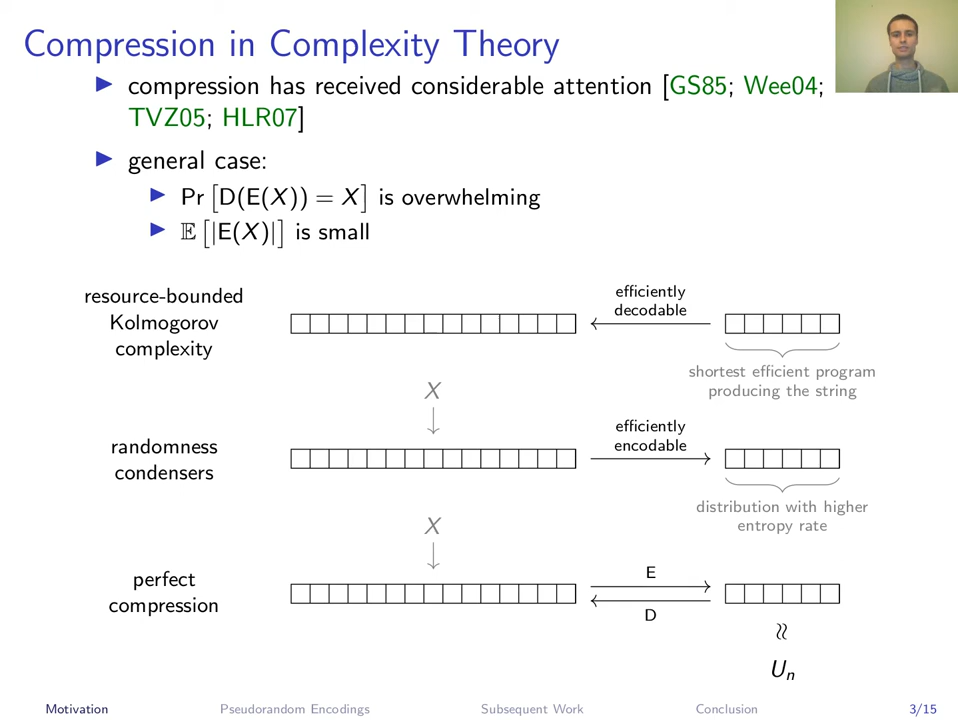 Compression in Complexity Theory
▶ compression has received considerable attention [GS85; Wee04;
TVZ05; HLR07]
▶ general case:
▶ Pr [D(E(X)) = X] is overwhelming
▶ 𝔼 [|E(X)|] is small
resource-bounded
Kolmogorov
complexity
efficiently
decodable
shortest efficient program
producing the string
X
↓
randomness
condensers
efficiently
encodable
distribution with higher
entropy rate
X
↓
perfect
compression
E
D
≈
Uₙ
Motivation Pseudorandom Encodings Subsequent Work Conclusion 3/15